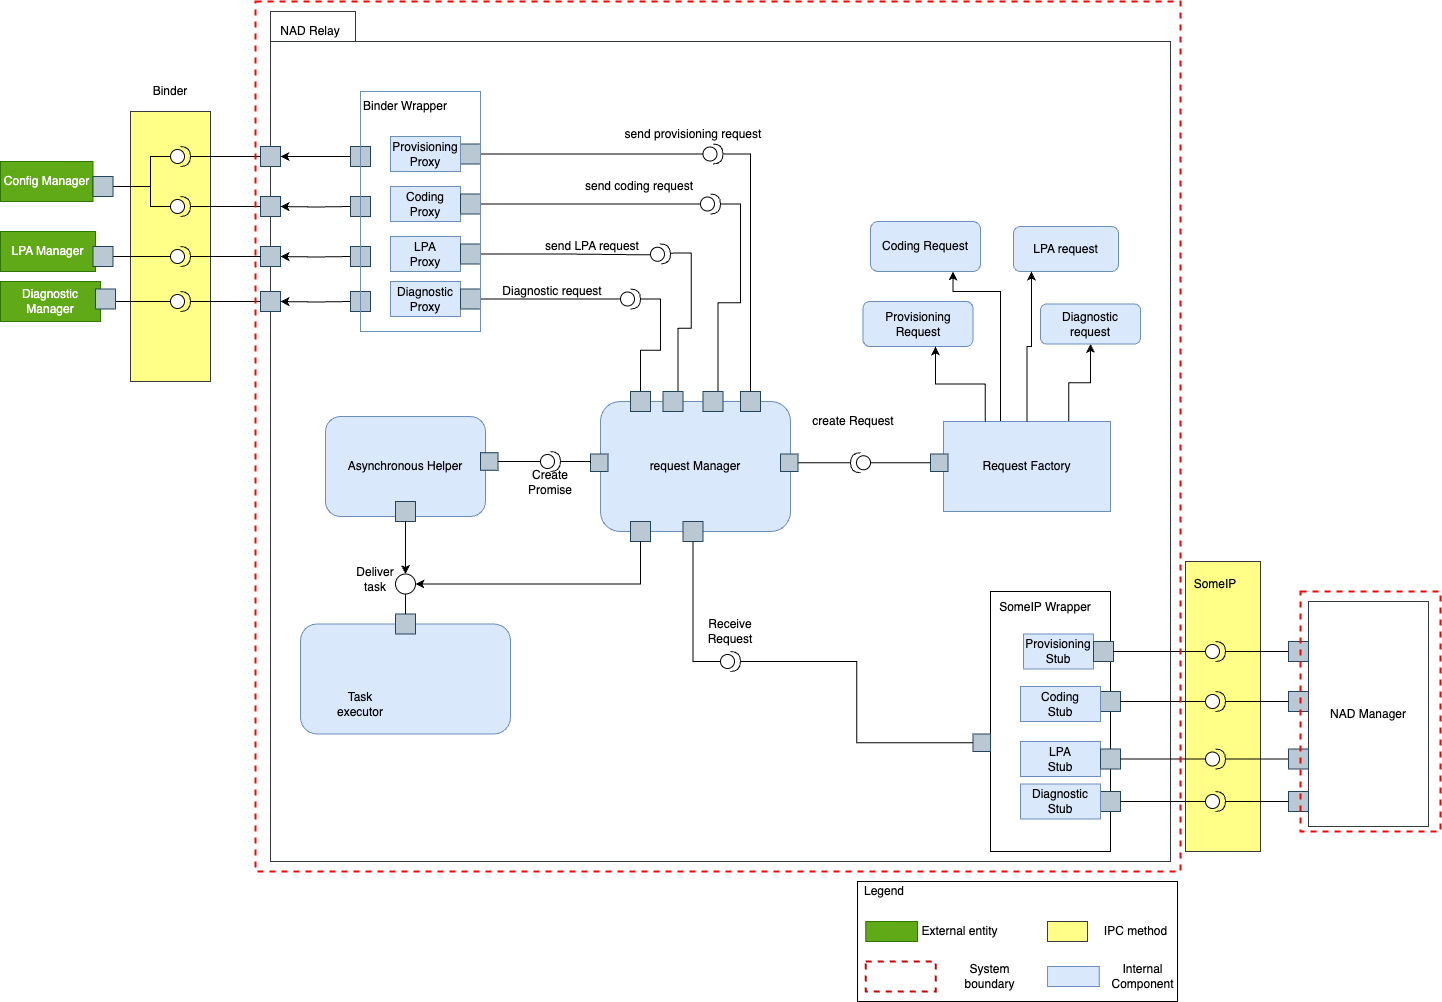 NAD Relay
Binder
Binder Wrapper
Provisioning
Proxy
send provisioning request
Config Manager
Coding
Proxy
send coding request
LPA Manager
LPA
Proxy
send LPA request
Coding Request
LPA request
Diagnostic
Manager
Diagnostic
Proxy
Diagnostic request
Provisioning
Request
Diagnostic
request
create Request
Asynchronous Helper
Create
Promise
request Manager
Request Factory
Deliver
task
SomeIP
SomeIP Wrapper
Receive
Request
Provisioning
Stub
Task
executor
Coding
Stub
NAD Manager
LPA
Stub
Diagnostic
Stub
Legend
External entity
IPC method
System
boundary
Internal
Component